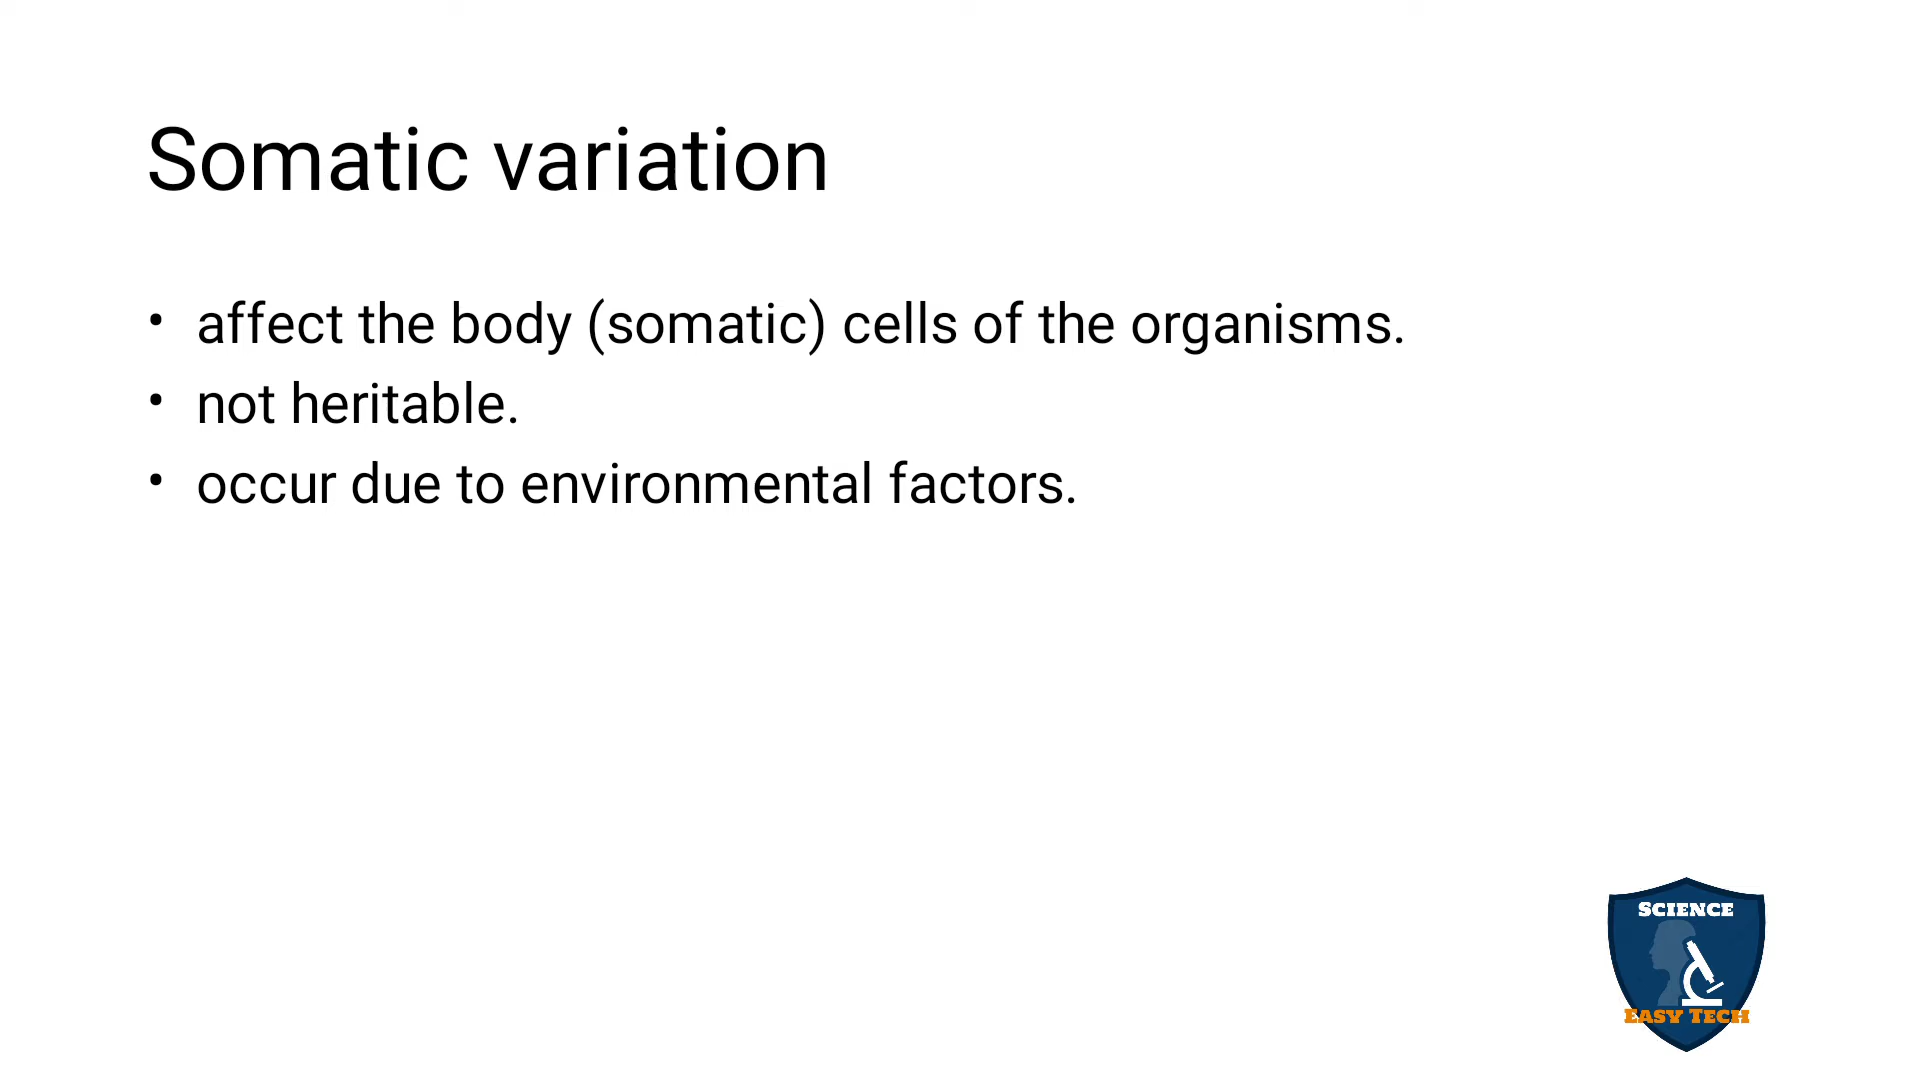 Somatic variation
• affect the body (somatic) cells of the organisms.
• not heritable.
• occur due to environmental factors.
SCIENCE
EASY TECH